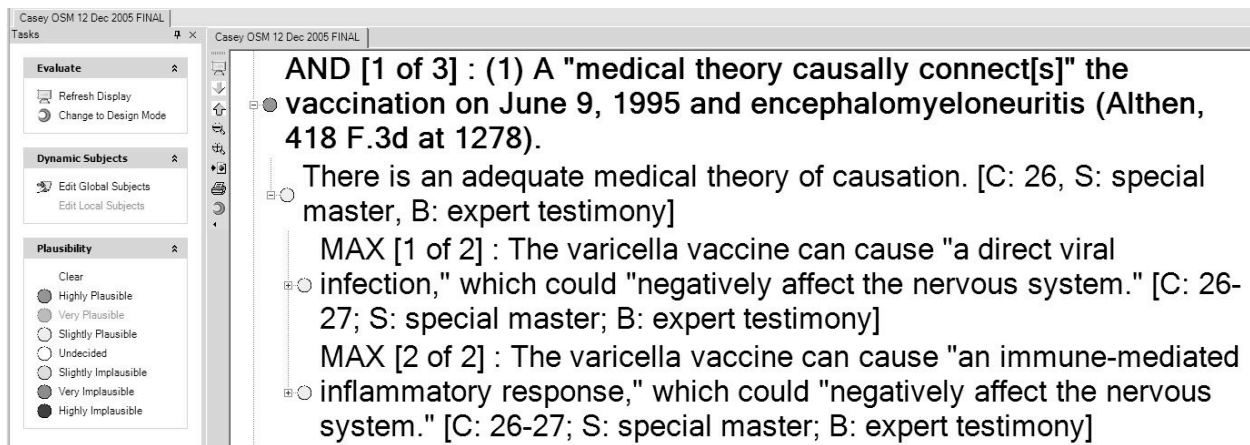 Casey OSM 12 Dec 2005 FINAL
Tasks
Evaluate
Refresh Display
Change to Design Mode
Dynamic Subjects
Edit Global Subjects
Edit Local Subjects
Plausibility
Clear
Highly Plausible
Very Plausible
Slightly Plausible
Undecided
Slightly Implausible
Very Implausible
Highly Implausible
Casey OSM 12 Dec 2005 FINAL
AND [1 of 3] : (1) A "medical theory causally connect[s]" the
vaccination on June 9, 1995 and encephalomyeloneuritis (Althen,
418 F.3d at 1278).
There is an adequate medical theory of causation. [C: 26, S: special
master, B: expert testimony]
MAX [1 of 2] : The varicella vaccine can cause "a direct viral
infection," which could "negatively affect the nervous system." [C: 26-
27; S: special master; B: expert testimony]
MAX [2 of 2] : The varicella vaccine can cause "an immune-mediated
inflammatory response," which could "negatively affect the nervous
system." [C: 26-27; S: special master; B: expert testimony]